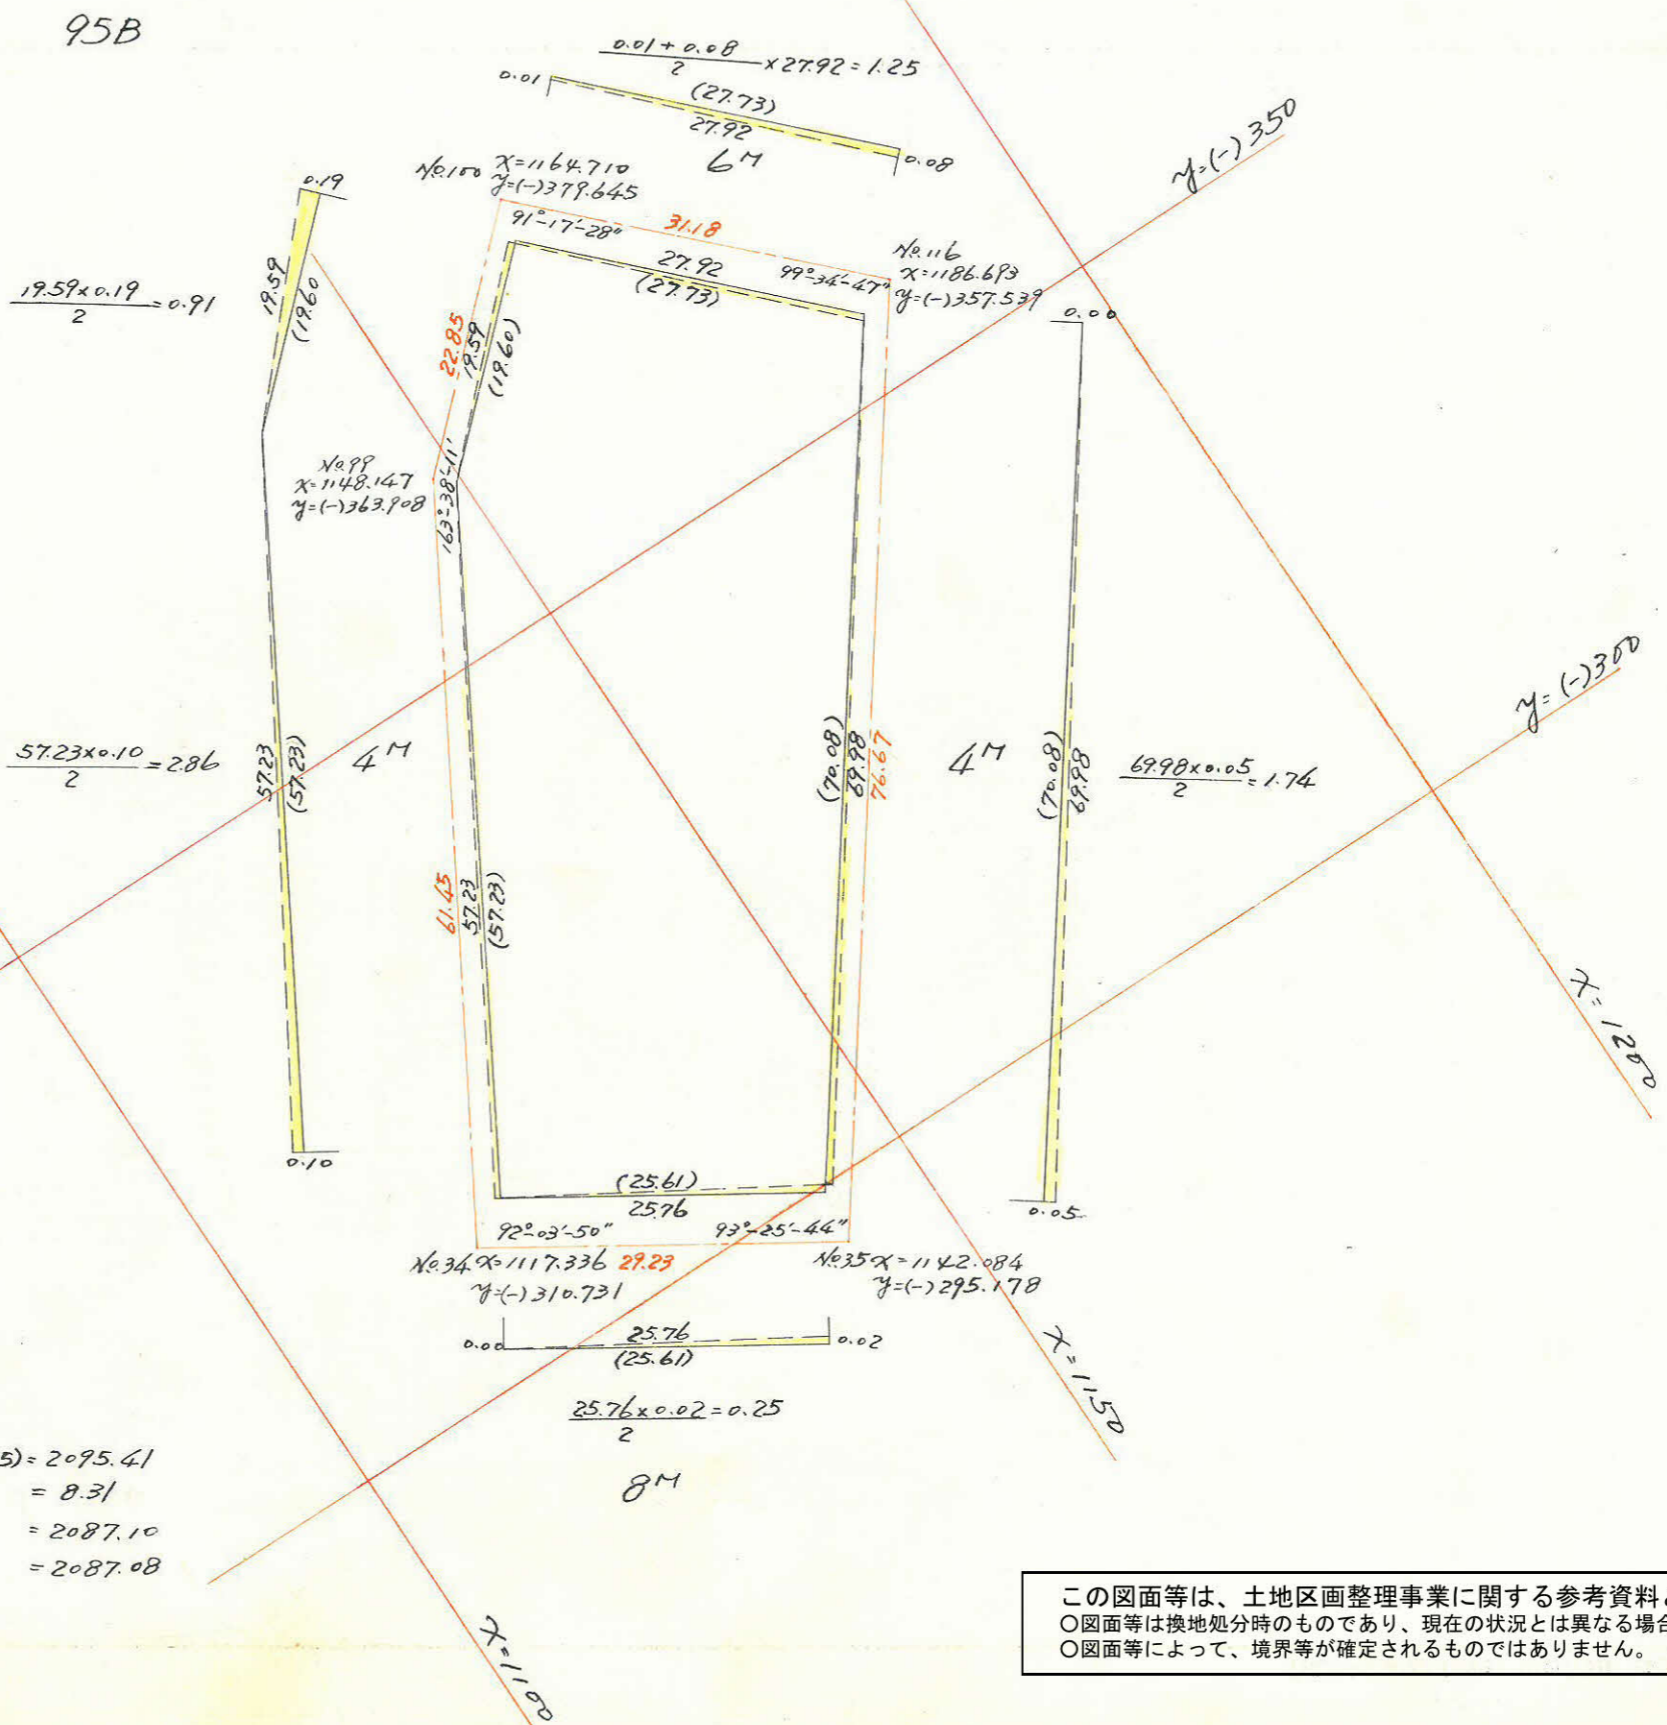 95B
0.01+0.08
2
×27.92=1.25
0.01
(27.73)
27.92
0.08
6M
No.100 x=1164.710
y=(-)379.645
y=(-)350
0.19
91°-17'-28"
31.18
No.116
x=1186.693
y=(-)357.539
27.92
(27.73)
99°-34'-47"
19.59×0.19
2
=0.91
19.59
(19.60)
22.85
19.59
(19.60)
0.00
No.99
x=1148.147
y=(-)363.908
163°-38'-11'
y=(-)300
57.23×0.10
2
=2.86
57.23
(57.23)
4M
(70.08)
69.98
76.67
4M
(70.08)
69.98
69.98×0.05
2
=1.74
61.45
57.23
(57.23)
x=1200
0.10
(25.61)
25.76
0.05
92°-03'-50"
93°-25'-44"
No.34 x=1117.336
29.23
No.35 x=1142.084
y=(-)310.731
y=(-)295.178
0.00
25.76
(25.61)
0.02
x=1150
25.76×0.02=0.25
2
5)=2095.41
=8.31
=2087.10
=2087.08
8M
x=1100
この図面等は、土地区画整理事業に関する参考資料
○図面等は換地処分時のものであり、現在の状況とは異なる場合
○図面等によって、境界等が確定されるものではありません。